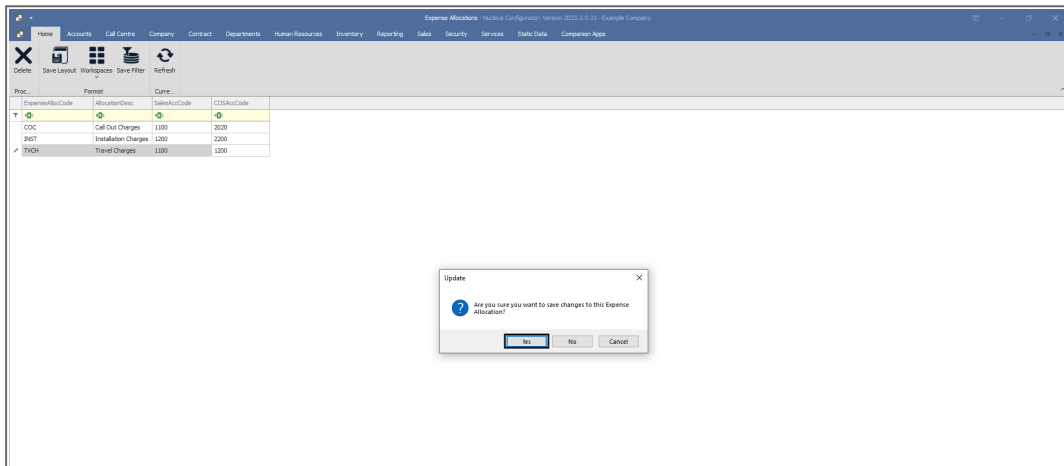 Expense Allocations - Nucleus Configurator: Version 2023.3.0.31 - Example Company
Home Accounts Call Centre Company Contract Departments Human Resources Inventory Reporting Sales Security Services Static Data Companion Apps
Delete Save Layout Workspaces Save Filter Refresh
Proc... Format Curre...
ExpenseAllocCode AllocationDesc SalesAccCode COSAccCode
COC Call Out Charges 1100 2020
INST Installation Charges 1200 2200
TVCH Travel Charges 1100 1200
Update
Are you sure you want to save changes to this Expense
Allocation?
Yes No Cancel